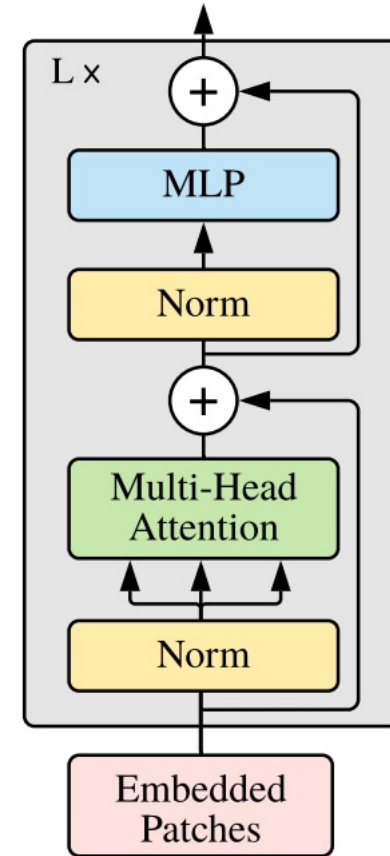 L ×
+
MLP
Norm
+
Multi-Head
Attention
Norm
Embedded
Patches